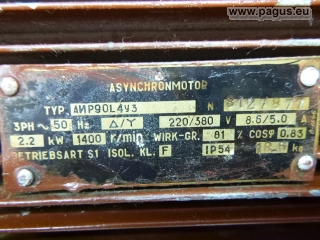 www.pagus.eu
ASYNCHRONMOTOR
TYP. АИР90L4У3 N
3PH ~ 50 Hz Δ/Y 220/380 V 8.6/5.0 A
2.2 kW 1400 r/min WIRK-GR. 81 % COSφ 0.83
BETRIEBSART S1 ISOL. KL. F IP54 kg